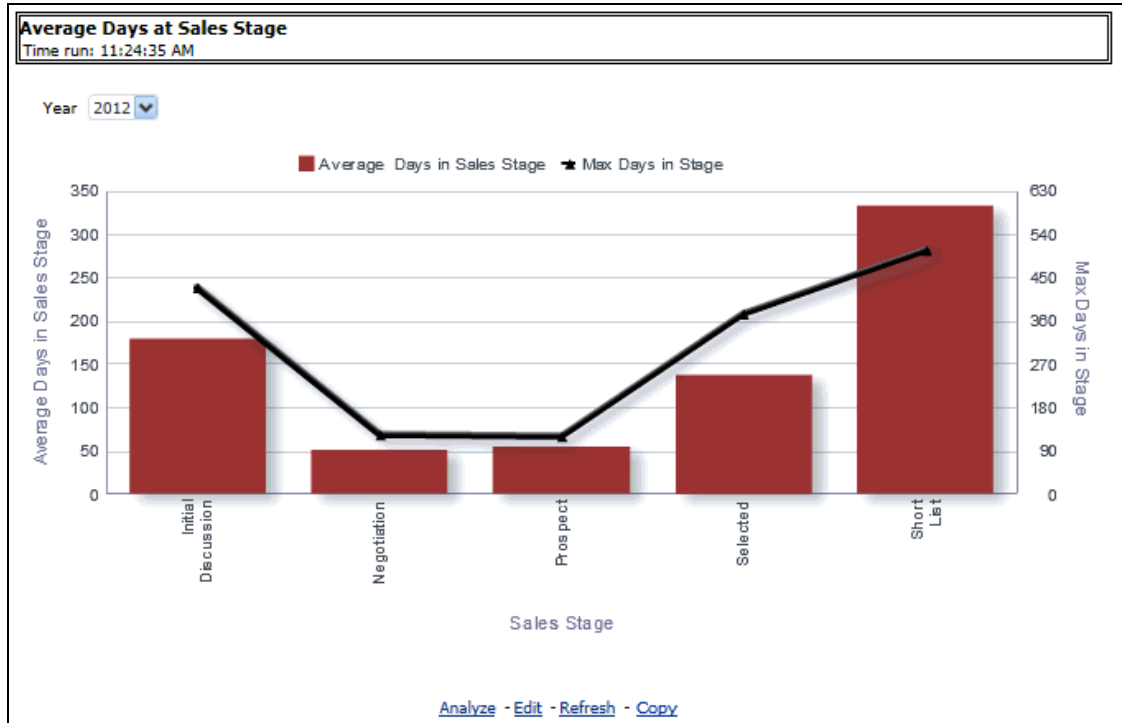 Average Days at Sales Stage
Time run: 11:24:35 AM
Year 2012
Average Days in Sales Stage Max Days in Stage
Average Days in Sales Stage
350
300
250
200
150
100
50
0
630
540
450
360
270
180
90
0
Max Days in Stage
Initial
Discussion
Negotiation
Prospect
Selected
Short
List
Sales Stage
Analyze - Edit - Refresh - Copy